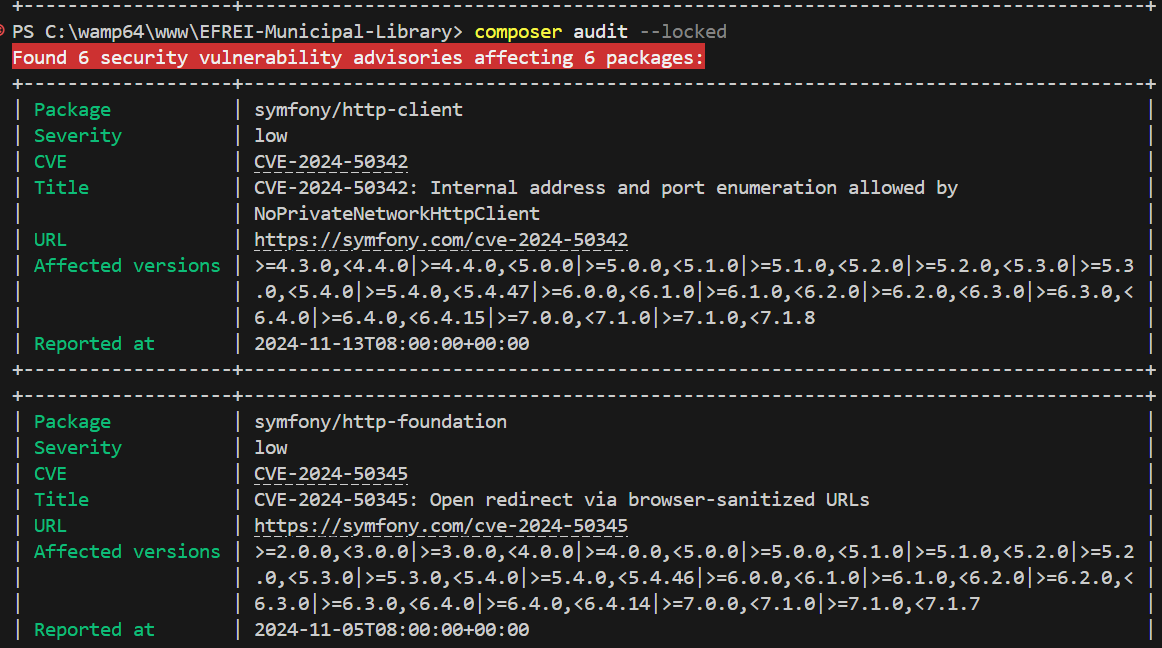 +-------------------+----------------------------------------------------------------------------------+
PS C:\wamp64\www\EFREI-Municipal-Library> composer audit --locked
Found 6 security vulnerability advisories affecting 6 packages:
+-------------------+----------------------------------------------------------------------------------+
| Package           | symfony/http-client                                                              |
| Severity          | low                                                                              |
| CVE               | CVE-2024-50342                                                                   |
| Title             | CVE-2024-50342: Internal address and port enumeration allowed by                 |
|                   | NoPrivateNetworkHttpClient                                                       |
| URL               | https://symfony.com/cve-2024-50342                                               |
| Affected versions | >=4.3.0,<4.4.0|>=4.4.0,<5.0.0|>=5.0.0,<5.1.0|>=5.1.0,<5.2.0|>=5.2.0,<5.3.0|>=5.3 |
|                   | .0,<5.4.0|>=5.4.0,<5.4.47|>=6.0.0,<6.1.0|>=6.1.0,<6.2.0|>=6.2.0,<6.3.0|>=6.3.0,< |
|                   | 6.4.0|>=6.4.0,<6.4.15|>=7.0.0,<7.1.0|>=7.1.0,<7.1.8                              |
| Reported at       | 2024-11-13T08:00:00+00:00                                                        |
+-------------------+----------------------------------------------------------------------------------+
+-------------------+----------------------------------------------------------------------------------+
| Package           | symfony/http-foundation                                                          |
| Severity          | low                                                                              |
| CVE               | CVE-2024-50345                                                                   |
| Title             | CVE-2024-50345: Open redirect via browser-sanitized URLs                         |
| URL               | https://symfony.com/cve-2024-50345                                               |
| Affected versions | >=2.0.0,<3.0.0|>=3.0.0,<4.0.0|>=4.0.0,<5.0.0|>=5.0.0,<5.1.0|>=5.1.0,<5.2.0|>=5.2 |
|                   | .0,<5.3.0|>=5.3.0,<5.4.0|>=5.4.0,<5.4.46|>=6.0.0,<6.1.0|>=6.1.0,<6.2.0|>=6.2.0,< |
|                   | 6.3.0|>=6.3.0,<6.4.0|>=6.4.0,<6.4.14|>=7.0.0,<7.1.0|>=7.1.0,<7.1.7               |
| Reported at       | 2024-11-05T08:00:00+00:00                                                        |